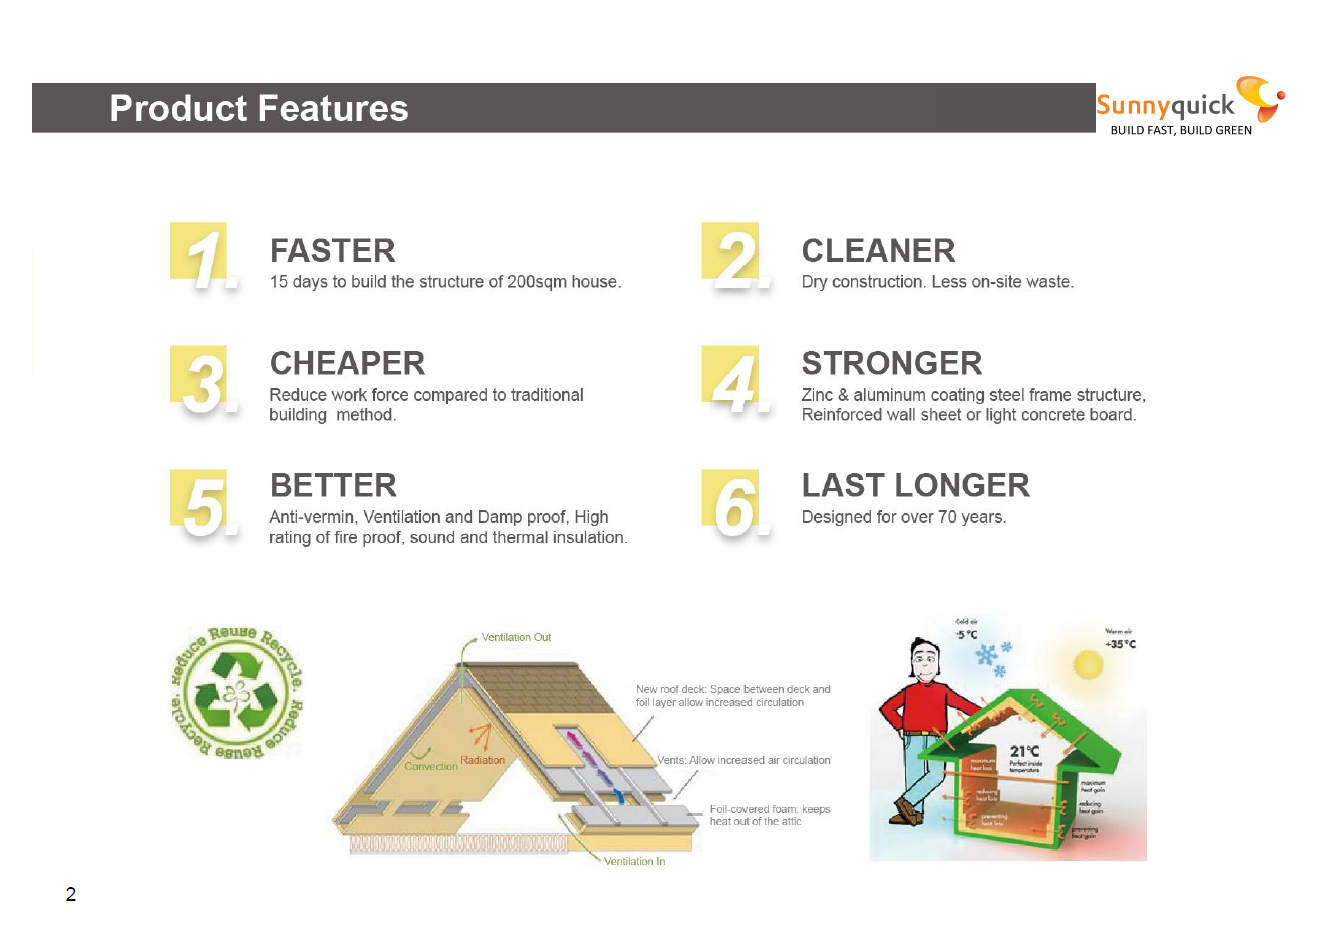 Product Features
Sunnyquick
BUILD FAST, BUILD GREEN
1.
FASTER
15 days to build the structure of 200sqm house.
2.
CLEANER
Dry construction. Less on-site waste.
3.
CHEAPER
Reduce work force compared to traditional
building method.
4.
STRONGER
Zinc & aluminum coating steel frame structure,
Reinforced wall sheet or light concrete board.
5.
BETTER
Anti-vermin, Ventilation and Damp proof, High
rating of fire proof, sound and thermal insulation.
6.
LAST LONGER
Designed for over 70 years.
Reduce Reuse Recycle. Reduce Reuse Recycle.
Ventilation Out
New roof deck: Space between deck and
foil layer allow increased circulation
Radiation
Convection
Vents: Allow increased air circulation
Foil-covered foam: keeps
heat out of the attic
Ventilation In
Cold air
-5°C
Warm air
+35°C
21°C
Perfect inside
temperature
maximum
heat loss
reducing
heat loss
preventing
heat loss
maximum
heat gain
reducing
heat gain
preventing
heat gain
2